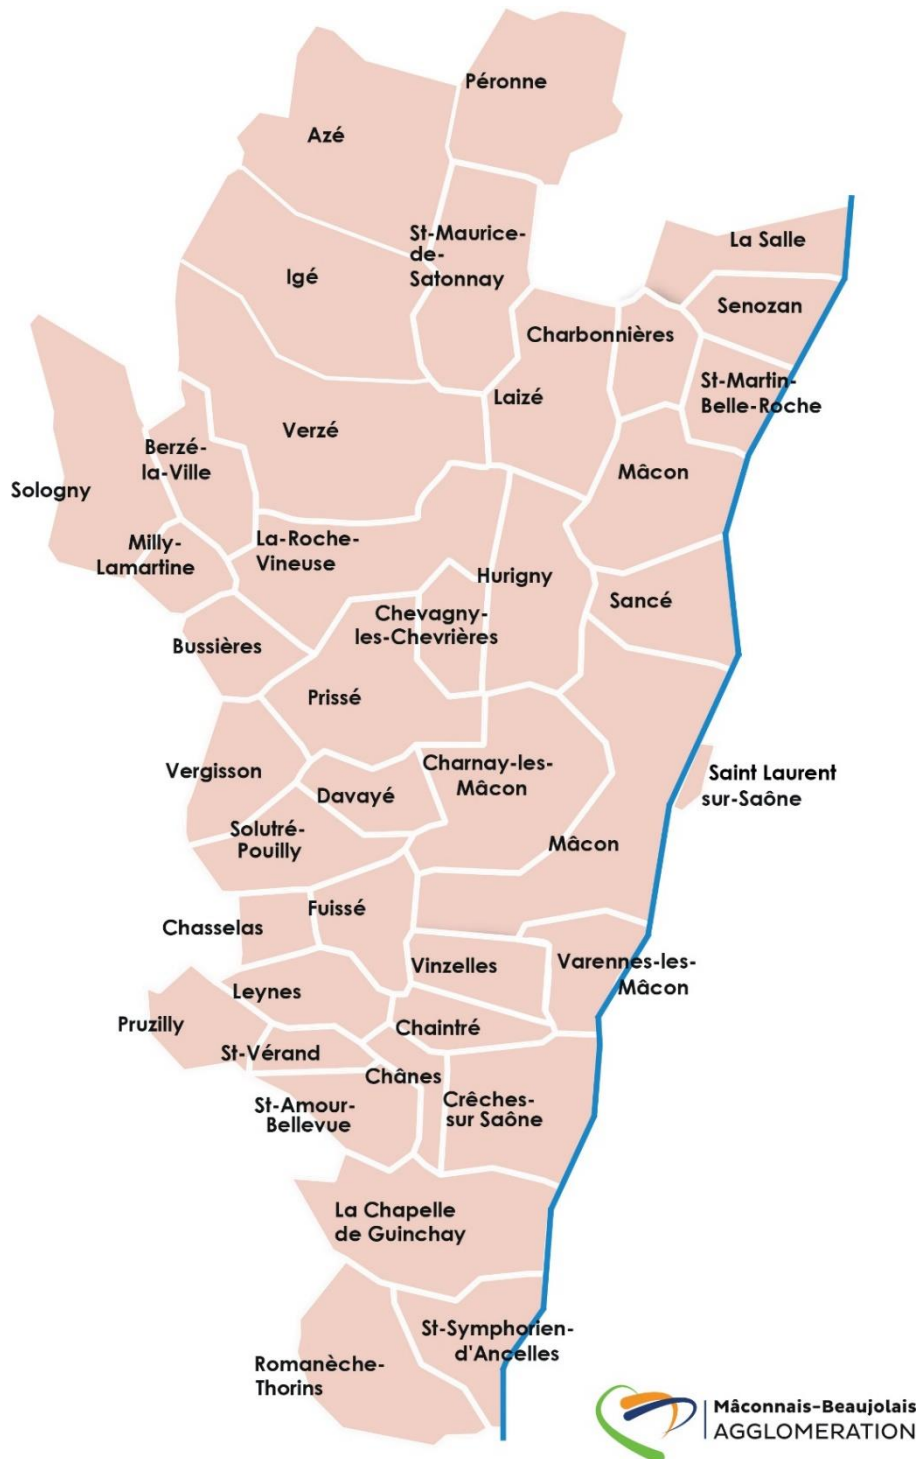 Péronne
Azé
St-Maurice-
de-
Satonnay
La Salle
Igé
Senozan
Charbonnières
St-Martin-
Belle-Roche
Laizé
Verzé
Berzé-
la-Ville
Mâcon
Sologny
La-Roche-
Vineuse
Milly-
Lamartine
Hurigny
Sancé
Chevagny-
les-Chevrières
Bussières
Prissé
Vergisson
Charnay-les-
Mâcon
Saint Laurent
sur-Saône
Davayé
Solutré-
Pouilly
Mâcon
Fuissé
Chasselas
Vinzelles
Varennes-les-
Mâcon
Leynes
Pruzilly
Chaintré
St-Vérand
Chânes
Crêches-
sur Saône
St-Amour-
Bellevue
La Chapelle
de Guinchay
St-Symphorien-
d'Ancelles
Romanèche-
Thorins
Mâconnais-Beaujolais
AGGLOMERATION